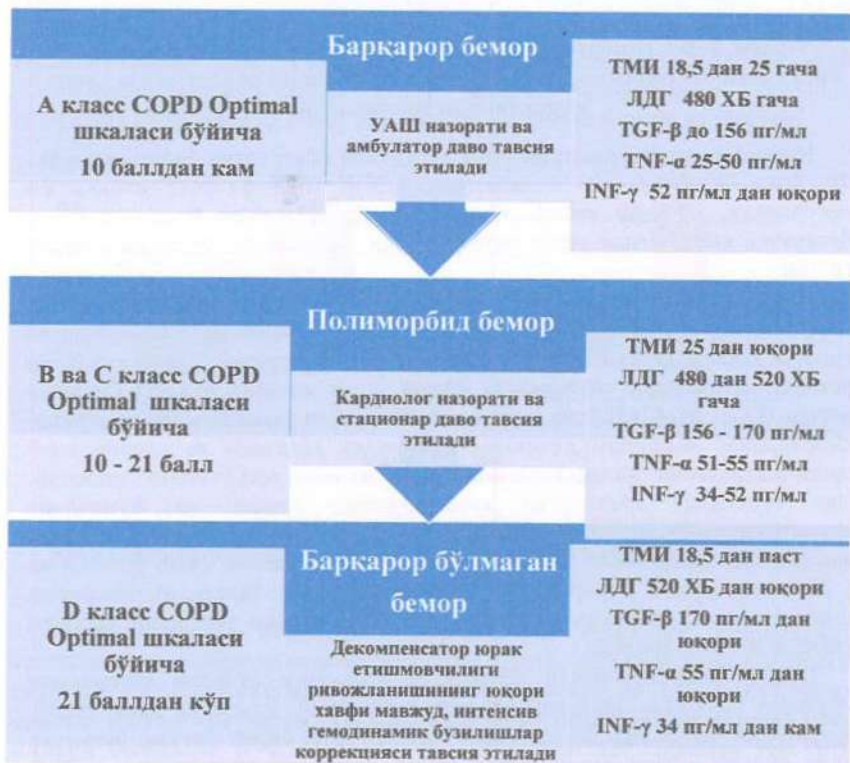 Барқарор бемор
А класс COPD Optimal
шкаласи бўйича
10 баллдан кам
УАШ назорати ва
амбулатор даво тавсия
этилади
ТМИ 18,5 дан 25 гача
ЛДГ 480 ХБ гача
TGF-β до 156 пг/мл
TNF-α 25-50 пг/мл
INF-γ 52 пг/мл дан юқори
Полиморбид бемор
В ва С класс COPD
Optimal шкаласи
бўйича
10 - 21 балл
Кардиолог назорати ва
стационар даво тавсия
этилади
ТМИ 25 дан юқори
ЛДГ 480 дан 520 ХБ
гача
TGF-β 156 - 170 пг/мл
TNF-α 51-55 пг/мл
INF-γ 34-52 пг/мл
Барқарор бўлмаган
бемор
D класс COPD
Optimal шкаласи
бўйича
21 баллдан кўп
Декомпенсатор юрак
етишмовчилиги
ривожланишининг юқори
хавфи мавжуд, интенсив
гемодинамик бузилишлар
коррекцияси тавсия этилади
ТМИ 18,5 дан паст
ЛДГ 520 ХБ дан юқори
TGF-β 170 пг/мл дан
юқори
TNF-α 55 пг/мл дан
юқори
INF-γ 34 пг/мл дан кам